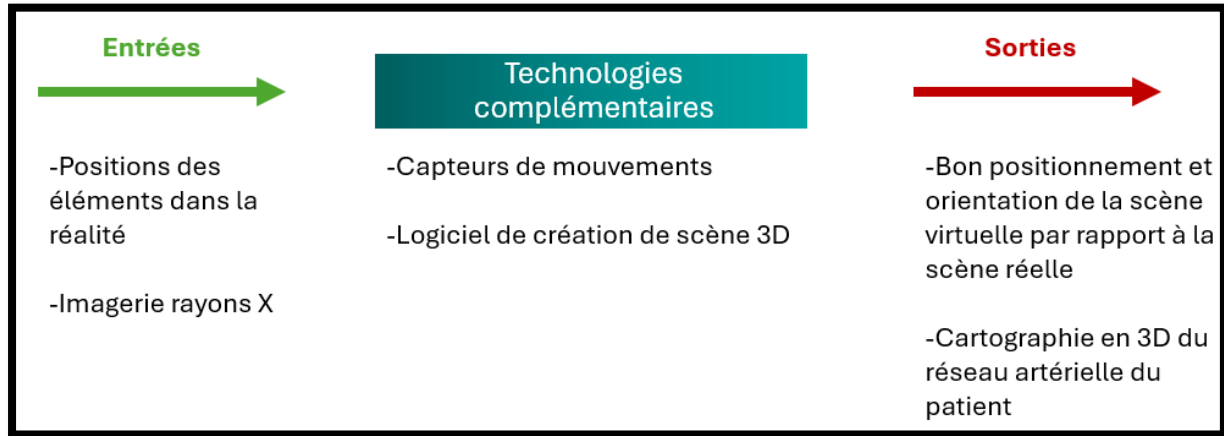 Entrées
-Positions des
éléments dans la
réalité
-Imagerie rayons X
Technologies
complémentaires
-Capteurs de mouvements
-Logiciel de création de scène 3D
Sorties
-Bon positionnement et
orientation de la scène
virtuelle par rapport à la
scène réelle
-Cartographie en 3D du
réseau artérielle du
patient